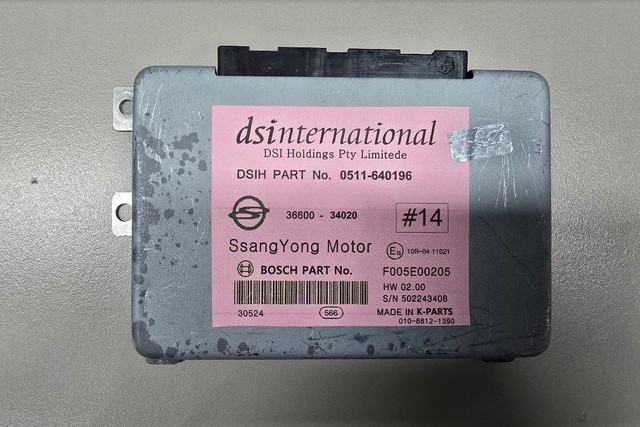 dsinternational
DSI Holdings Pty Limitede
DSIH PART No. 0511-640196
36600 - 34020
#14
SsangYong Motor
10R-04 11021
BOSCH PART No.
F005E00205
HW 02.00
S/N 502243408
30524
566
MADE IN K-PARTS
010-8812-1390